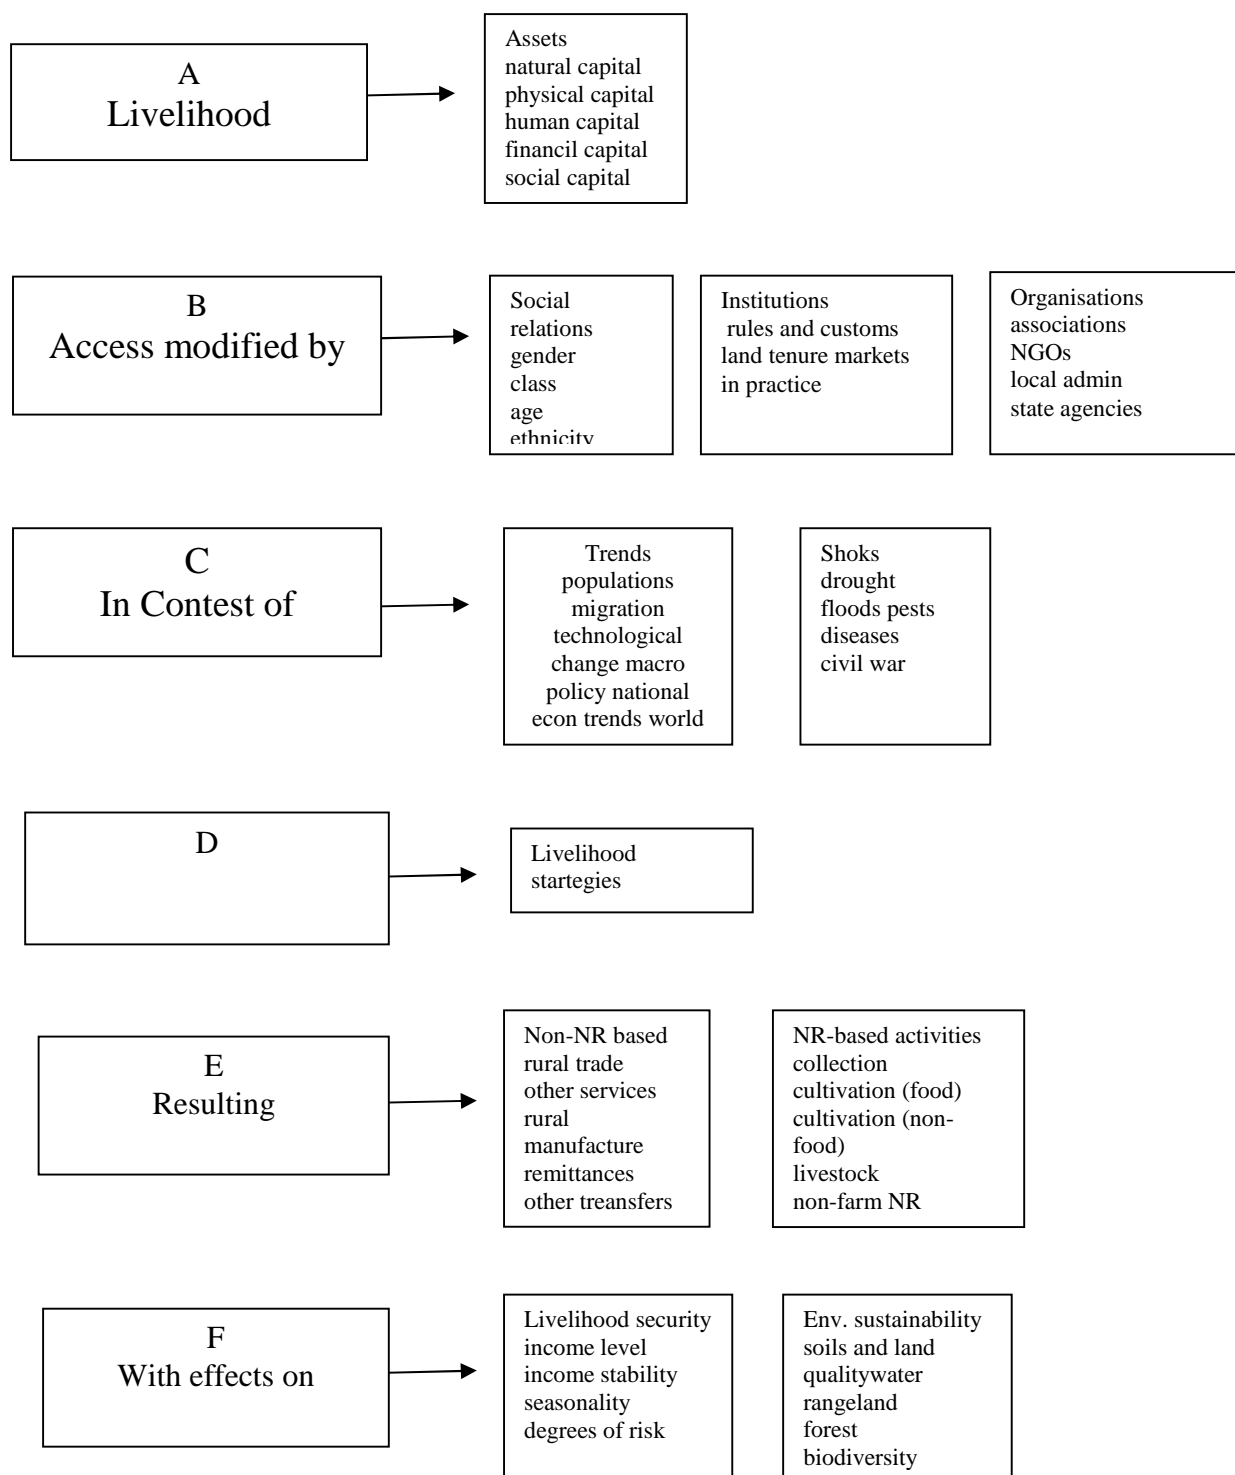 A
Livelihood
Assets
natural capital
physical capital
human capital
financil capital
social capital
B
Access modified by
Social
relations
gender
class
age
ethnicity
Institutions
rules and customs
land tenure markets
in practice
Organisations
associations
NGOs
local admin
state agencies
C
In Contest of
Trends
populations
migration
technological
change macro
policy national
econ trends world
Shoks
drought
floods pests
diseases
civil war
D
Livelihood
startegies
E
Resulting
Non-NR based
rural trade
other services
rural
manufacture
remittances
other treansfers
NR-based activities
collection
cultivation (food)
cultivation (non-
food)
livestock
non-farm NR
F
With effects on
Livelihood security
income level
income stability
seasonality
degrees of risk
Env. sustainability
soils and land
qualitywater
rangeland
forest
biodiversity